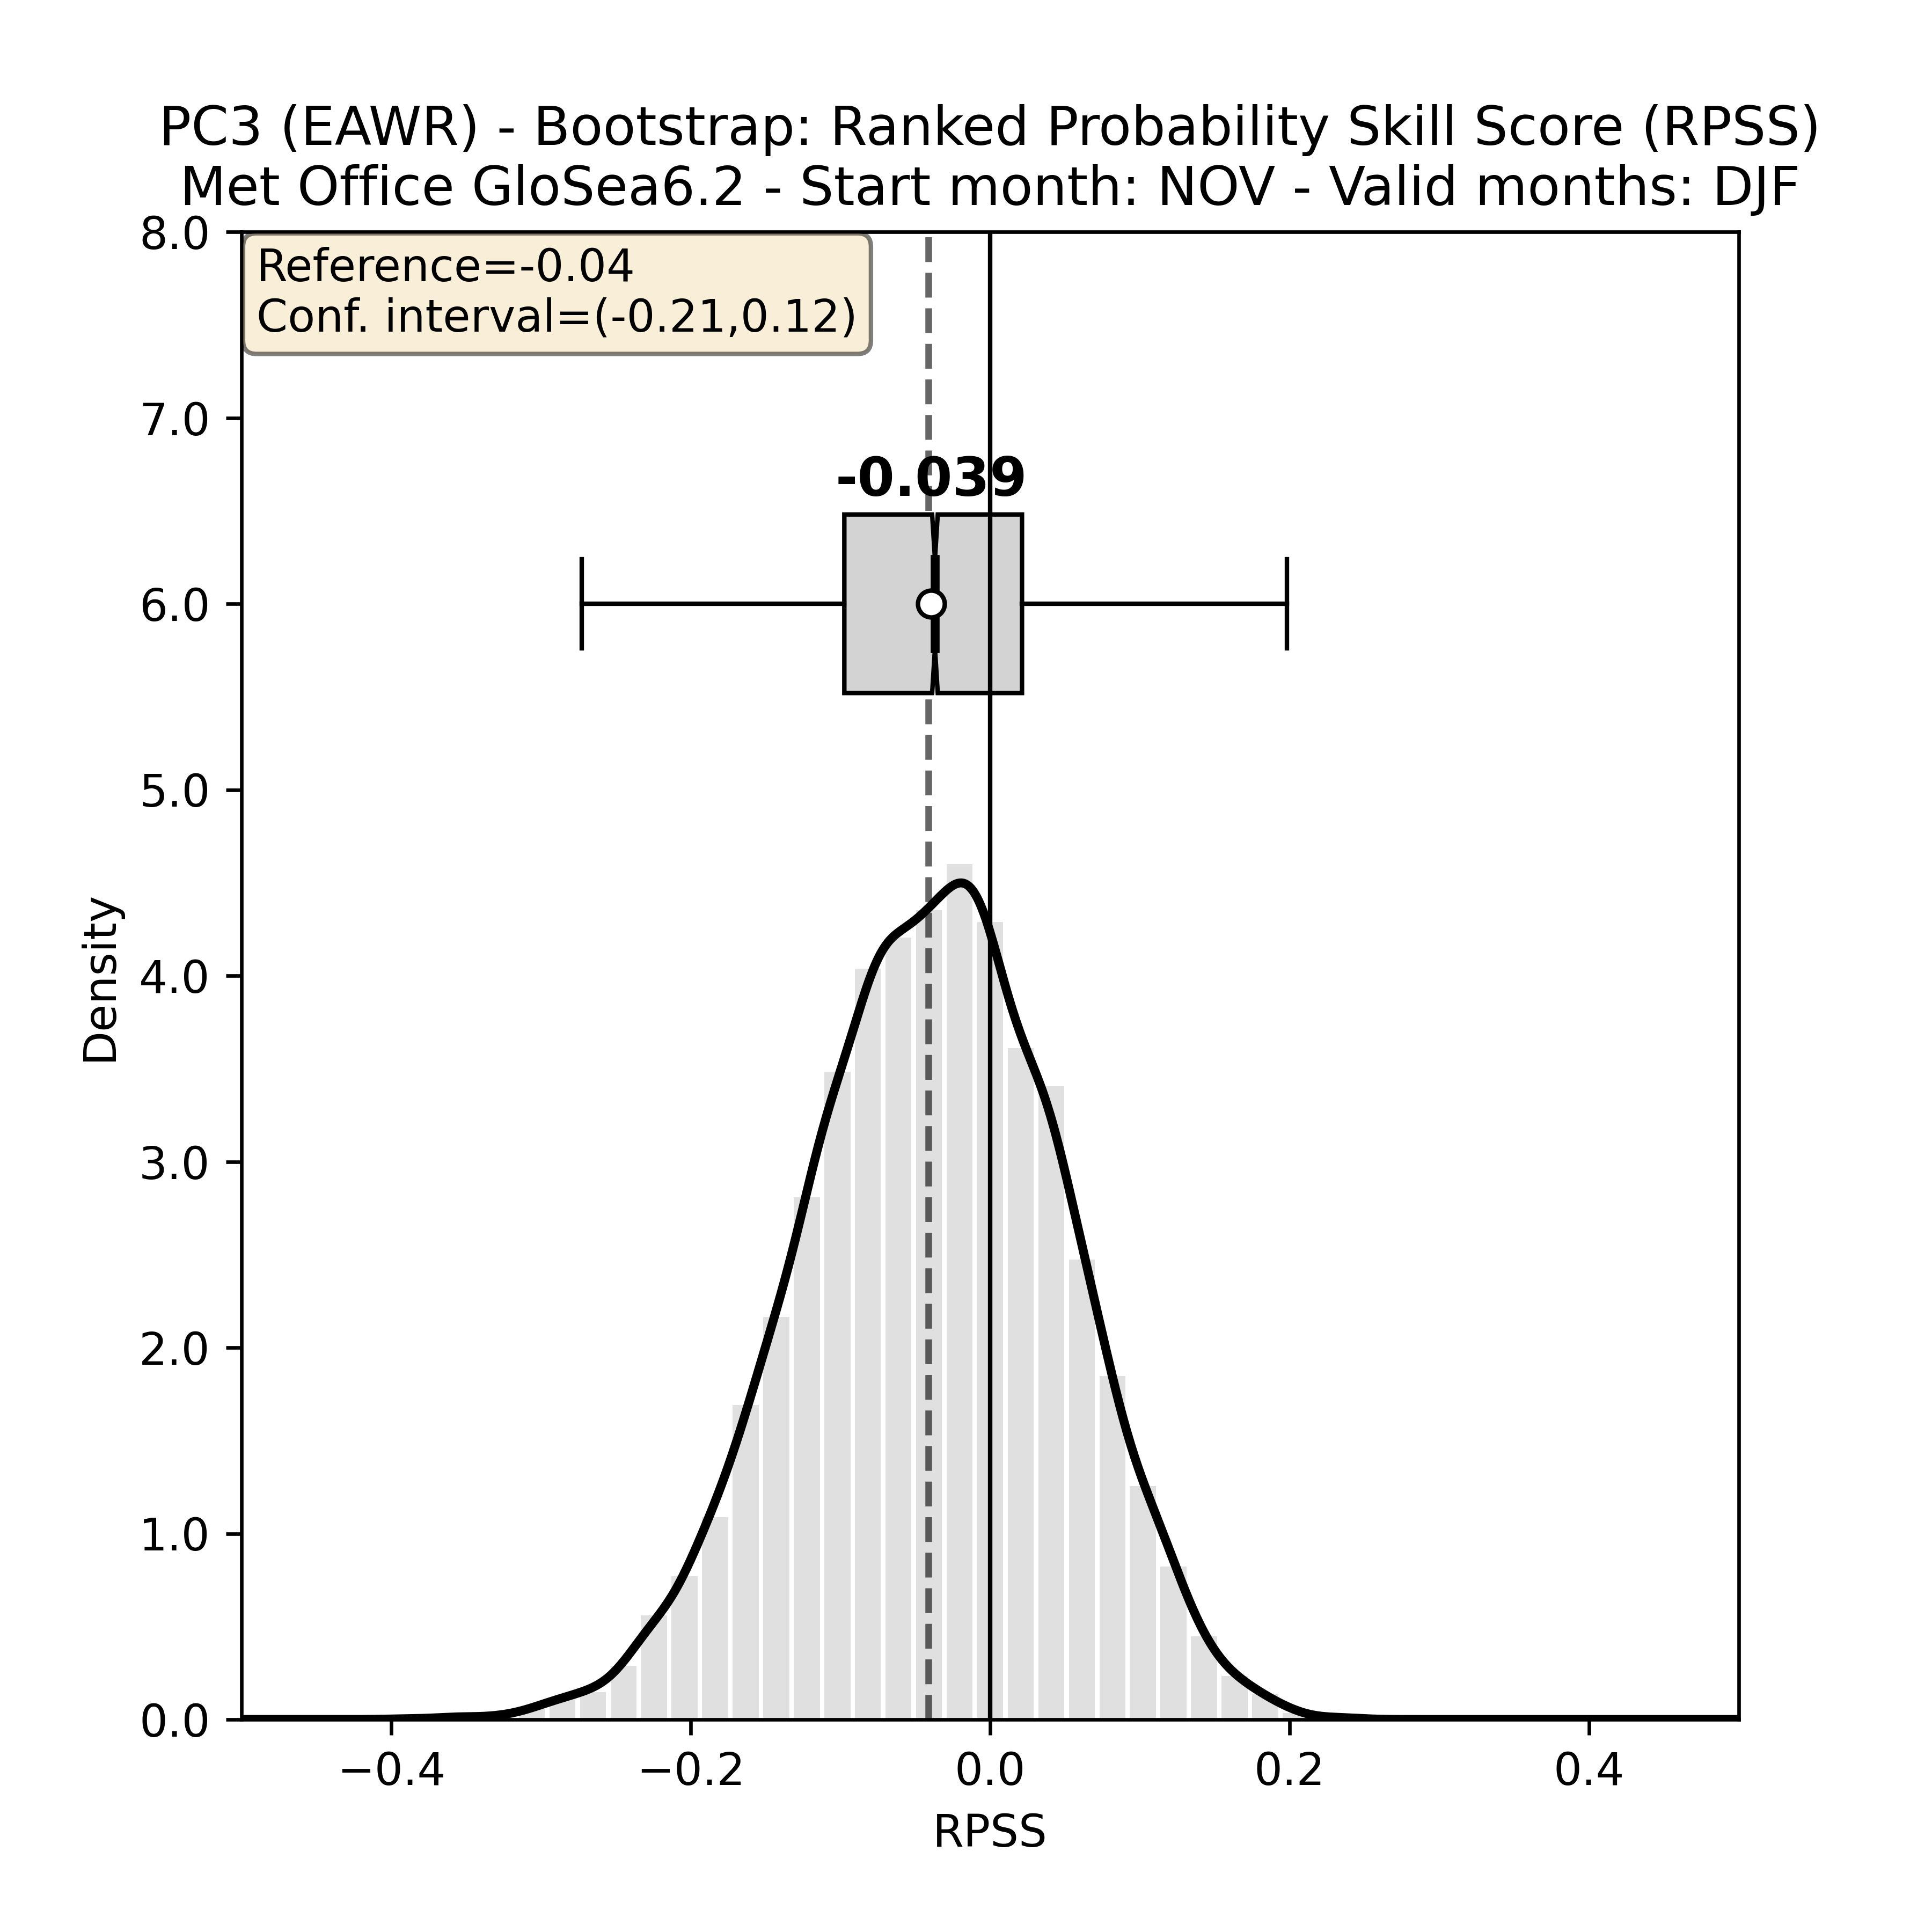 PC3 (EAWR) - Bootstrap: Ranked Probability Skill Score (RPSS)
Met Office GloSea6.2 - Start month: NOV - Valid months: DJF
Reference=-0.04
Conf. interval=(-0.21,0.12)
-0.039
8.0
7.0
6.0
5.0
4.0
3.0
2.0
1.0
0.0
Density
−0.4
−0.2
0.0
0.2
0.4
RPSS